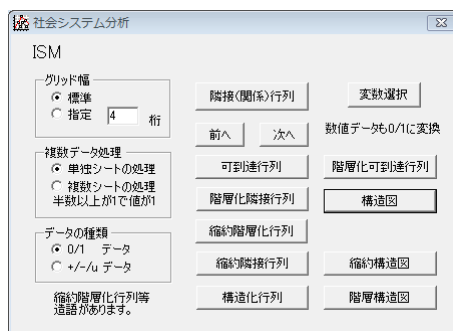 社会システム分析
ISM
グリッド幅
標準
指定 4 桁
複数データ処理
単独シートの処理
複数シートの処理
半数以上が1で値が1
データの種類
0/1 データ
+/-/u データ
縮約階層化行列等
造語があります。
隣接(関係)行列
変数選択
前へ
次へ
数値データも0/1に変換
可到達行列
階層化可到達行列
階層化隣接行列
構造図
縮約階層化行列
縮約隣接行列
縮約構造図
構造化行列
階層構造図